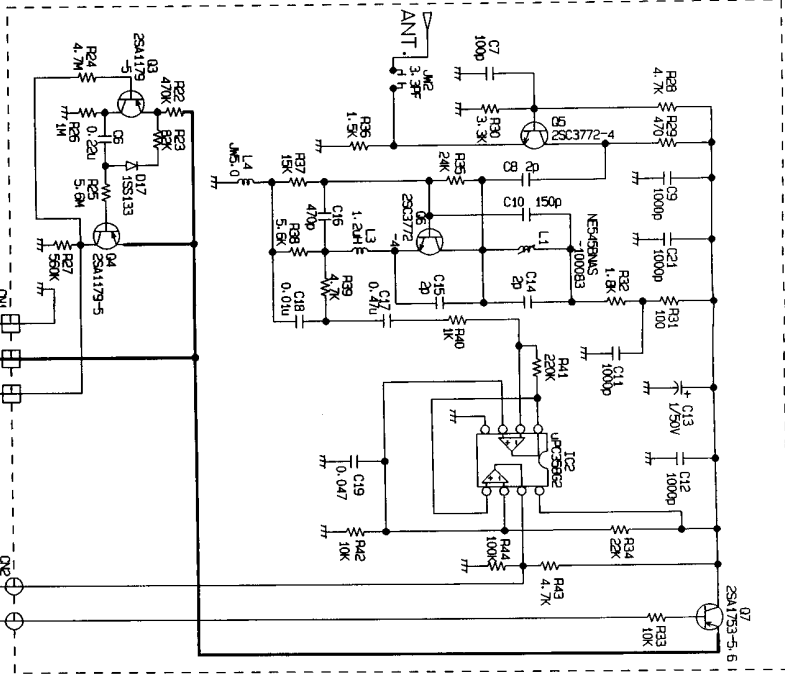 ANT.
JW2
3.3PF
C7
100p
R28
4.7K
R29
470
R30
3.3K
Q5
2SC3772-4
R36
1.5K
C8 2p
C9
1000p
C21
1000p
R35
24K
C10 150p
Q6
2SC3772
-4
L1
NE545BNAS
-100083
L4
JW5.0
R37
15K
C16
470p
R38
5.6K
L3
1.2uH
R39
4.7K
C18
0.01u
C17
0.47u
C15
2p
C14
2p
R32
1.8K
R31
100
R40
1K
C11
1000p
R41
220K
C13
1/50V
C12
1000p
IC2
uPC358G2
C19
0.047
R42
10K
R44
100K
R34
22K
R43
4.7K
R33
10K
Q7
2SA1753-5.6
R24
4.7M
Q3
2SA1179
-5
R22
470K
R23
R26
1M
C6
0.22u
D17
1SS133
R25
5.6M
Q4
2SA1179-5
R27
560K
CN2